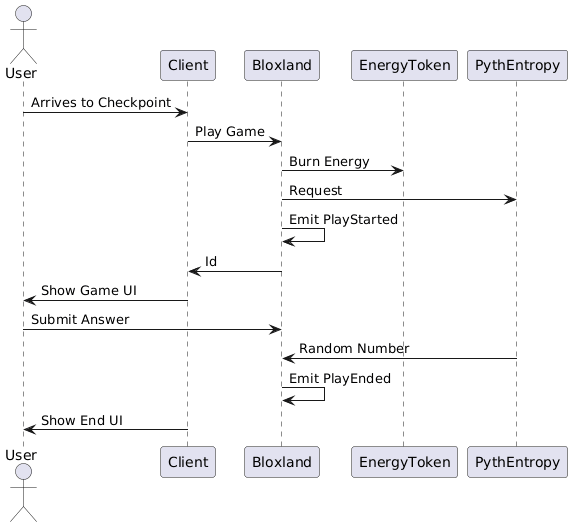 User
Client
Bloxland
EnergyToken
PythEntropy
Arrives to Checkpoint
Play Game
Burn Energy
Request
Emit PlayStarted
Id
Show Game UI
Submit Answer
Random Number
Emit PlayEnded
Show End UI
User
Client
Bloxland
EnergyToken
PythEntropy